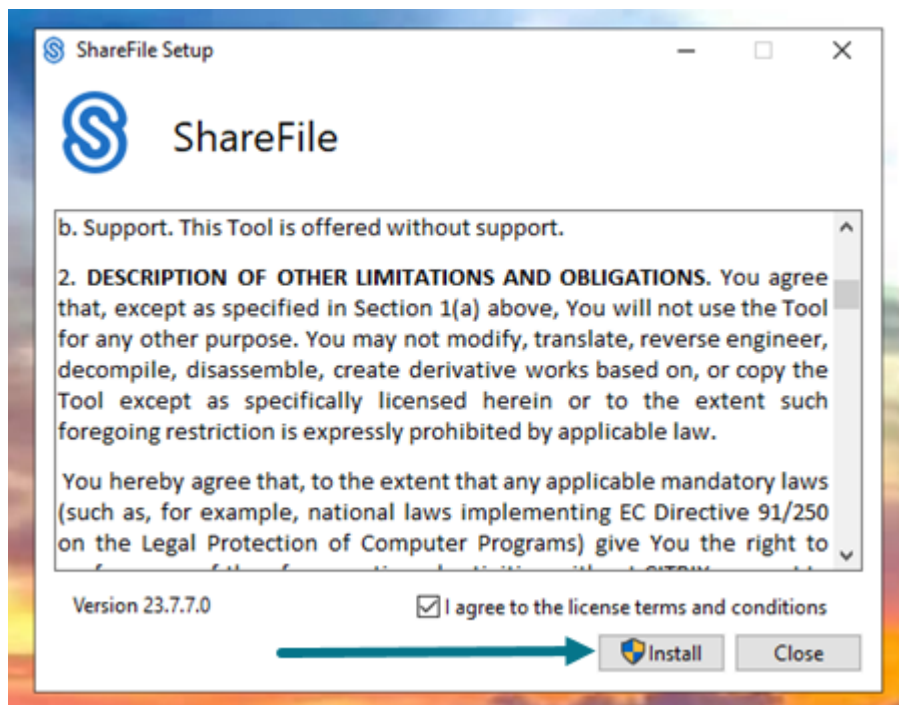 ShareFile Setup
ShareFile
b. Support. This Tool is offered without support.
2. DESCRIPTION OF OTHER LIMITATIONS AND OBLIGATIONS. You agree
that, except as specified in Section 1(a) above, You will not use the Tool
for any other purpose. You may not modify, translate, reverse engineer,
decompile, disassemble, create derivative works based on, or copy the
Tool except as specifically licensed herein or to the extent such
foregoing restriction is expressly prohibited by applicable law.
You hereby agree that, to the extent that any applicable mandatory laws
(such as, for example, national laws implementing EC Directive 91/250
on the Legal Protection of Computer Programs) give You the right to
Version 23.7.7.0
I agree to the license terms and conditions
Install
Close